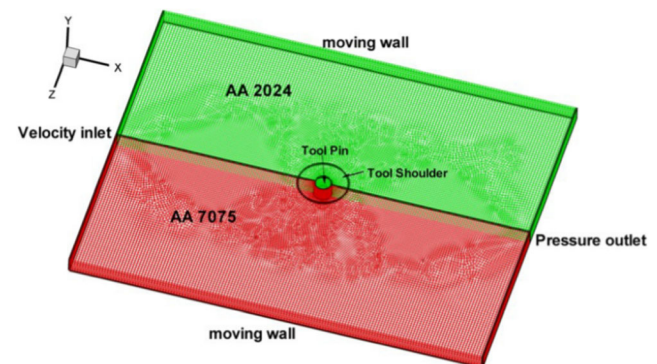 Y
X
Z
moving wall
AA 2024
Velocity inlet
Tool Pin
Tool Shoulder
AA 7075
Pressure outlet
moving wall